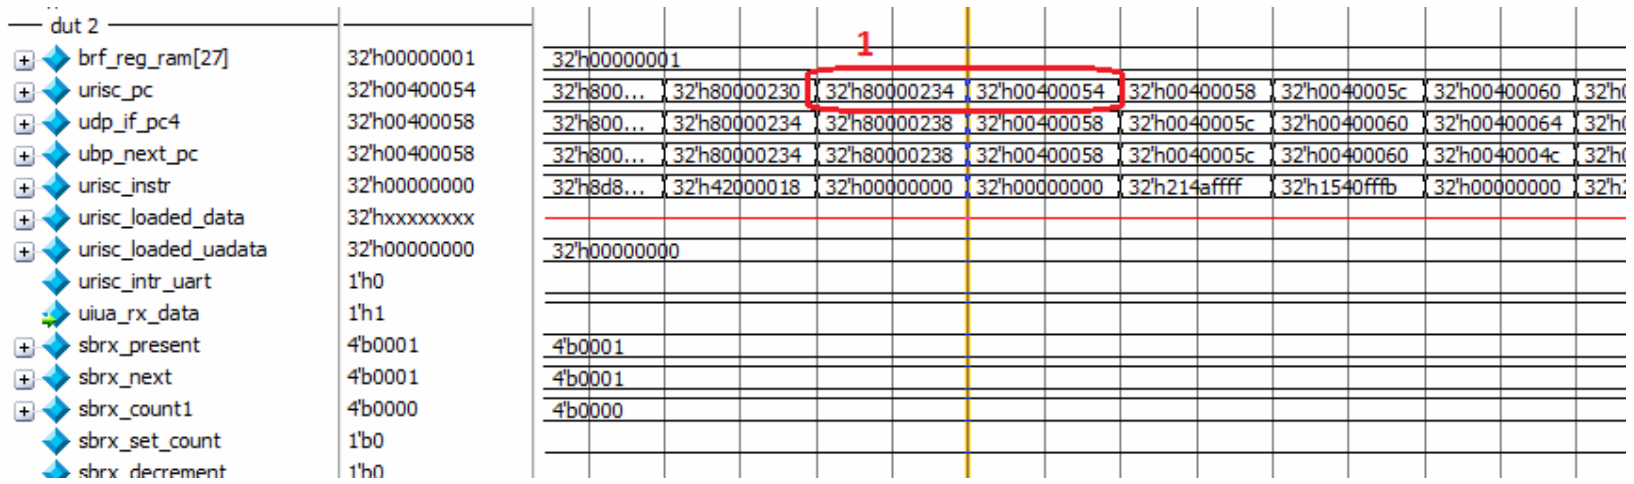 dut 2
1
brf_reg_ram[27] 32'h00000001 32'h00000001
urisc_pc 32'h00400054 32'h800... 32'h80000230 32'h80000234 32'h00400054 32'h00400058 32'h0040005c 32'h00400060 32'h
udp_if_pc4 32'h00400058 32'h800... 32'h80000234 32'h80000238 32'h00400058 32'h0040005c 32'h00400060 32'h00400064 32'h
ubp_next_pc 32'h00400058 32'h800... 32'h80000234 32'h80000238 32'h00400058 32'h0040005c 32'h00400060 32'h0040004c 32'h
urisc_instr 32'h00000000 32'h8d8... 32'h42000018 32'h00000000 32'h00000000 32'h214affff 32'h1540fffb 32'h00000000 32'h
urisc_loaded_data 32'hxxxxxxxx
urisc_loaded_uadata 32'h00000000 32'h00000000
urisc_intr_uart 1'h0
uiua_rx_data 1'h1
sbrx_present 4'b0001 4'b0001
sbrx_next 4'b0001 4'b0001
sbrx_count1 4'b0000 4'b0000
sbrx_set_count 1'b0
sbrx_decrement 1'b0